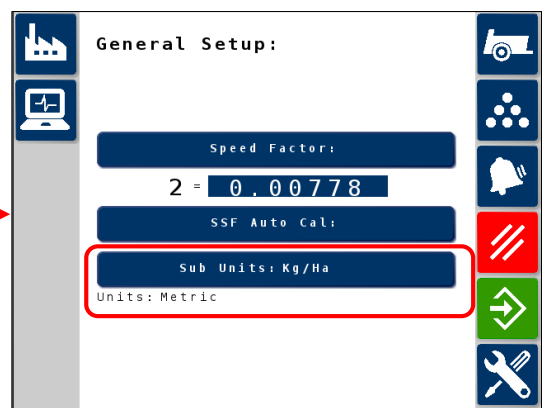 General Setup:
Speed Factor:
2 = 0.00778
SSF Auto Cal:
Sub Units: Kg/Ha
Units: Metric